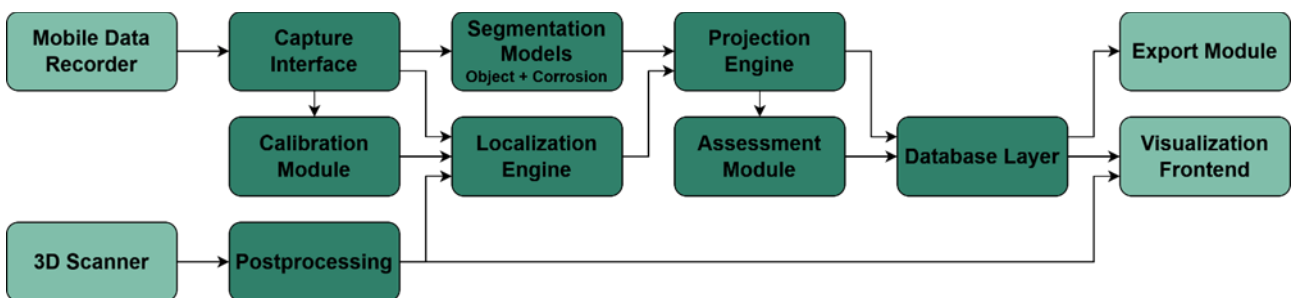 Mobile Data
Recorder
Capture
Interface
Segmentation
Models
Object + Corrosion
Projection
Engine
Export Module
Calibration
Module
Localization
Engine
Assessment
Module
Database Layer
Visualization
Frontend
3D Scanner
Postprocessing